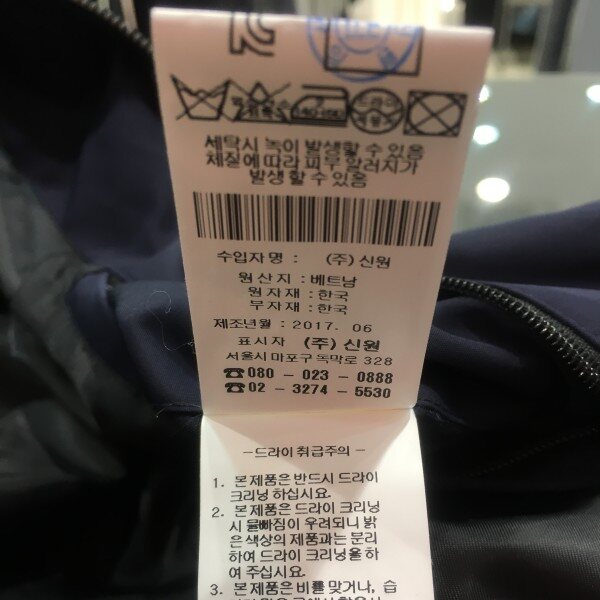 드라이
세탁시 녹이 발생할 수 있음
체질에 따라 피부 알러지가
발생할 수 있음
수입자명 : (주) 신원
원산지 : 베트남
원자재 : 한국
부자재 : 한국
제조년월 : 2017. 06
표시자 (주) 신원
서울시 마포구 독막로 328
☎080 - 023 - 0888
☎02 - 3274 - 5530
-드라이 취급주의-
1. 본제품은 반드시 드라이
크리닝 하십시요.
2. 본제품은 드라이 크리닝
시 물빠짐이 우려되니 밝
은 색상의 제품과는 분리
하여 드라이 크리닝을 하
여 주십시요.
3. 본제품은 비를 맞거나, 습